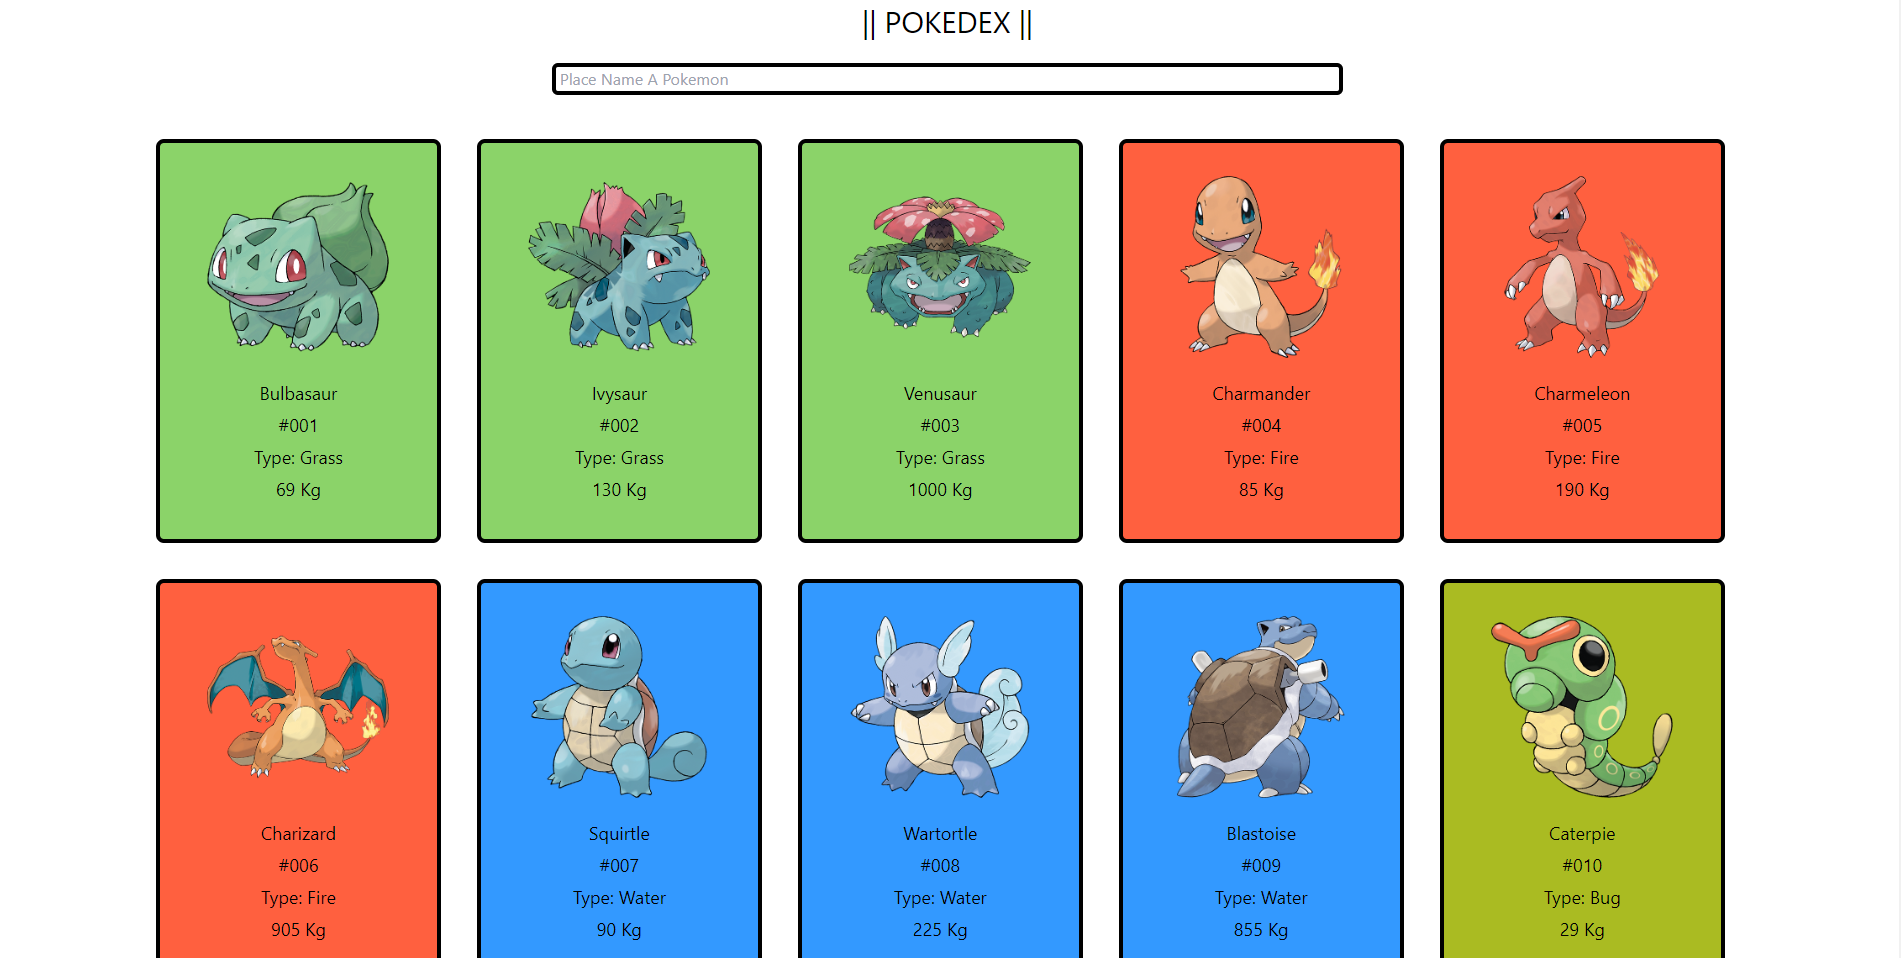 || POKEDEX ||
Place Name A Pokemon
Bulbasaur
#001
Type: Grass
69 Kg
Ivysaur
#002
Type: Grass
130 Kg
Venusaur
#003
Type: Grass
1000 Kg
Charmander
#004
Type: Fire
85 Kg
Charmeleon
#005
Type: Fire
190 Kg
Charizard
#006
Type: Fire
905 Kg
Squirtle
#007
Type: Water
90 Kg
Wartortle
#008
Type: Water
225 Kg
Blastoise
#009
Type: Water
855 Kg
Caterpie
#010
Type: Bug
29 Kg